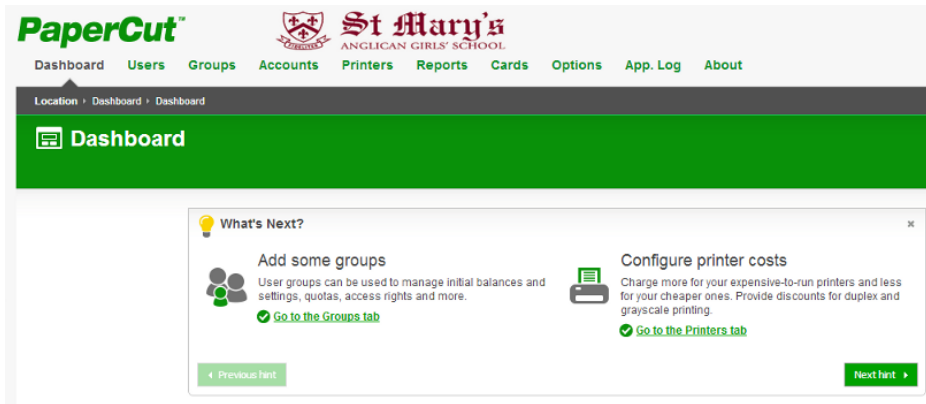 PaperCut™
FIDELITAS
St Mary's
ANGLICAN GIRLS' SCHOOL
Dashboard Users Groups Accounts Printers Reports Cards Options App. Log About
Location › Dashboard › Dashboard
Dashboard
What's Next?
Add some groups
User groups can be used to manage initial balances and
settings, quotas, access rights and more.
Go to the Groups tab
Configure printer costs
Charge more for your expensive-to-run printers and less
for your cheaper ones. Provide discounts for duplex and
grayscale printing.
Go to the Printers tab
Previous hint
Next hint